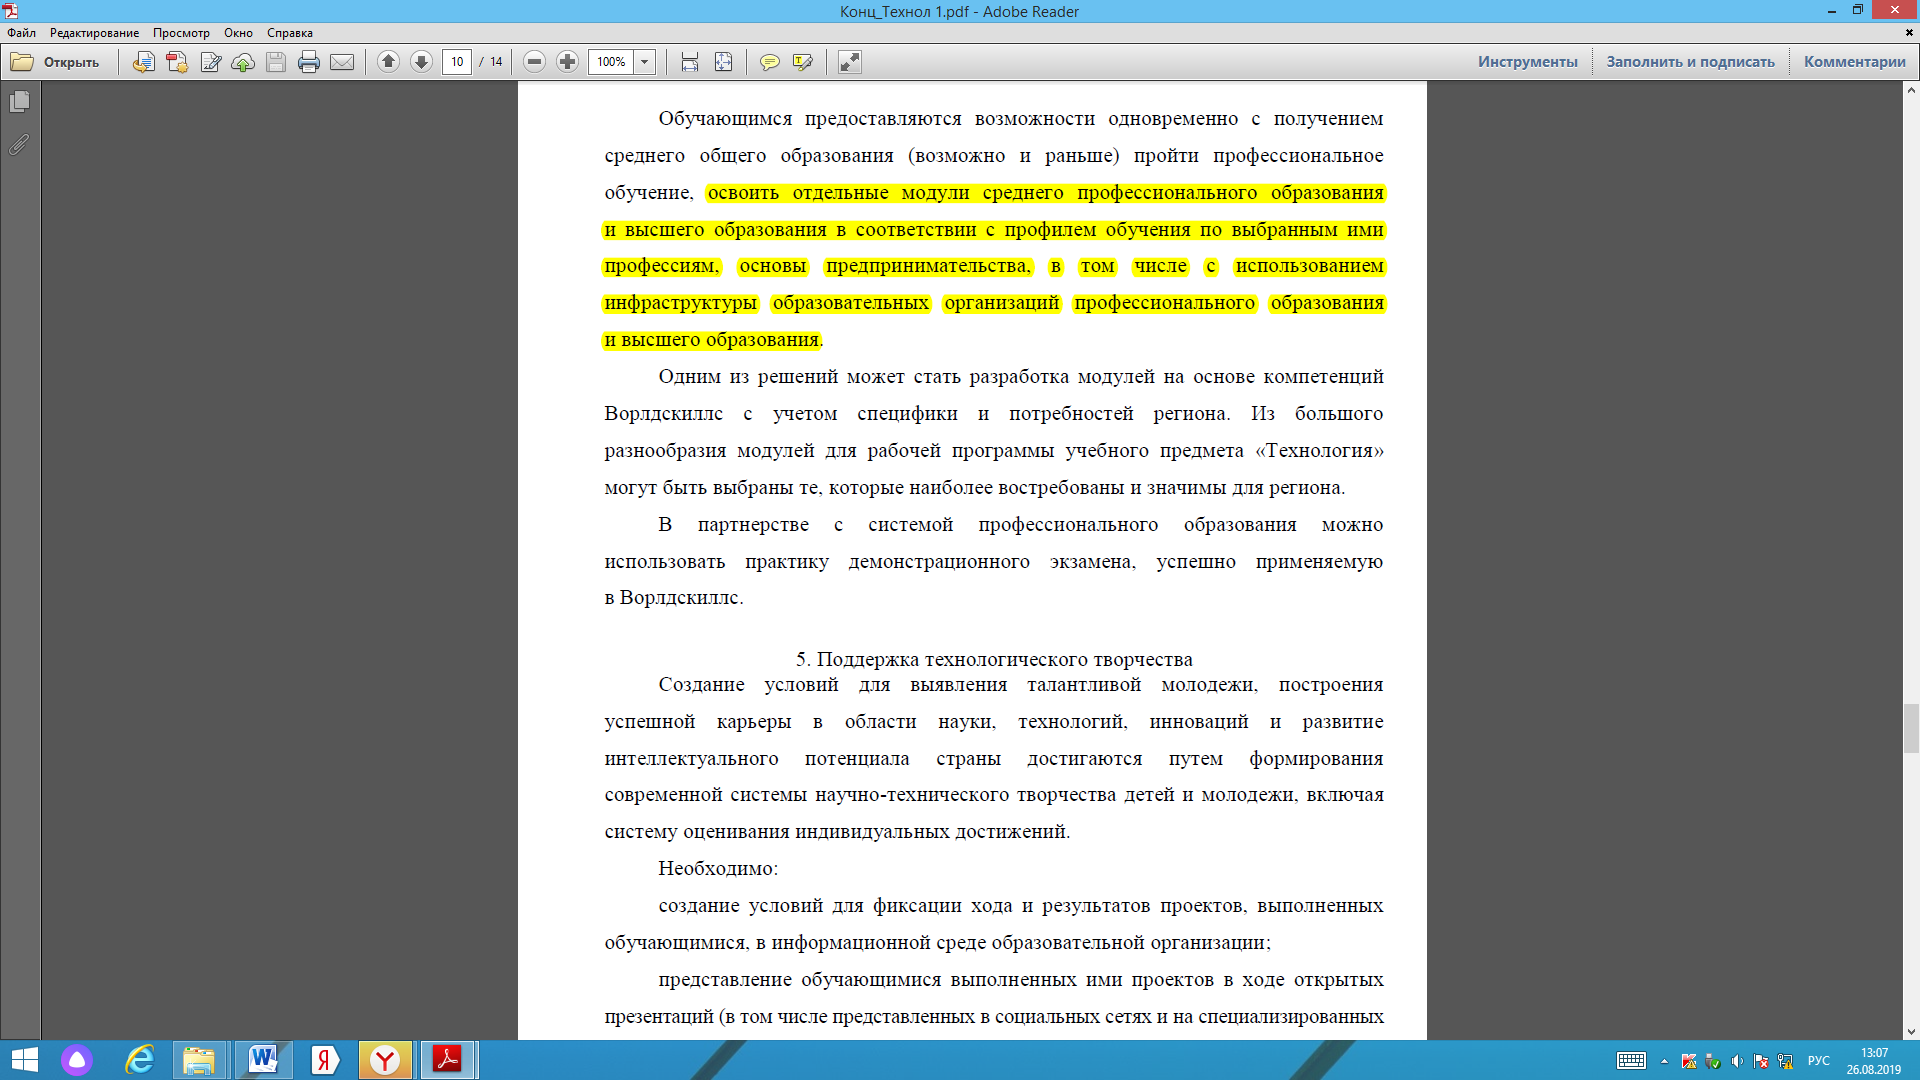 Конц_Технол 1.pdf - Adobe Reader
Файл Редактирование Просмотр Окно Справка
Открыть 10 / 14 100% Инструменты Заполнить и подписать Комментарии
Обучающимся предоставляются возможности одновременно с получением
среднего общего образования (возможно и раньше) пройти профессиональное
обучение, освоить отдельные модули среднего профессионального образования
и высшего образования в соответствии с профилем обучения по выбранным ими
профессиям, основы предпринимательства, в том числе с использованием
инфраструктуры образовательных организаций профессионального образования
и высшего образования.
Одним из решений может стать разработка модулей на основе компетенций
Ворлдскиллс с учетом специфики и потребностей региона. Из большого
разнообразия модулей для рабочей программы учебного предмета «Технология»
могут быть выбраны те, которые наиболее востребованы и значимы для региона.
В партнерстве с системой профессионального образования можно
использовать практику демонстрационного экзамена, успешно применяемую
в Ворлдскиллс.
5. Поддержка технологического творчества
Создание условий для выявления талантливой молодежи, построения
успешной карьеры в области науки, технологий, инноваций и развитие
интеллектуального потенциала страны достигаются путем формирования
современной системы научно-технического творчества детей и молодежи, включая
систему оценивания индивидуальных достижений.
Необходимо:
создание условий для фиксации хода и результатов проектов, выполненных
обучающимися, в информационной среде образовательной организации;
представление обучающимися выполненных ими проектов в ходе открытых
презентаций (в том числе представленных в социальных сетях и на специализированных
РУС 13:07
26.08.2019